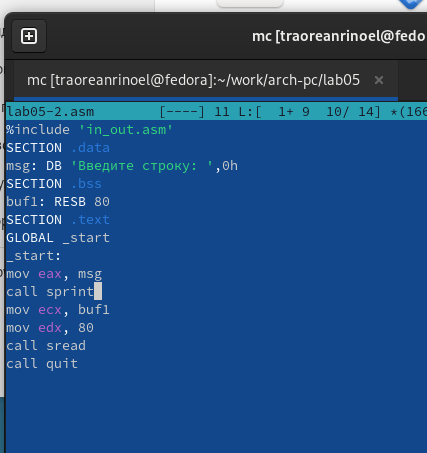 mc [traoreanrinoel@fedo
mc [traoreanrinoel@fedora]:~/work/arch-pc/lab05
lab05-2.asm [----] 11 L:[ 1+ 9 10/ 14] *(166
%include 'in_out.asm'
SECTION .data
msg: DB 'Введите строку: ',0h
SECTION .bss
buf1: RESB 80
SECTION .text
GLOBAL _start
_start:
mov eax, msg
call sprint
mov ecx, buf1
mov edx, 80
call sread
call quit